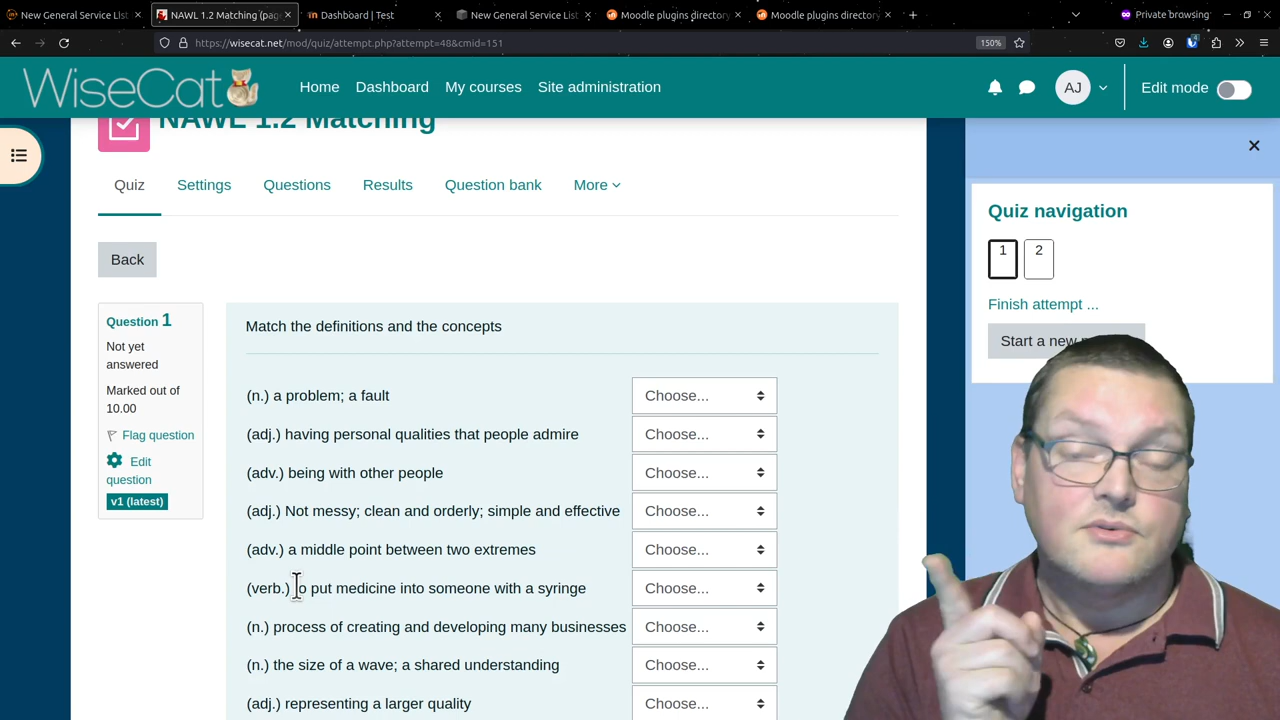 New General Service List
NAWL 1.2 Matching (page
Dashboard | Test
New General Service List
Moodle plugins directory
Moodle plugins directory
Private browsing
https://wisecat.net/mod/quiz/attempt.php?attempt=48&cmid=151
150%
WiseCat
Home
Dashboard
My courses
Site administration
AJ
Edit mode
NAWL 1.2 Matching
Quiz
Settings
Questions
Results
Question bank
More
Back
Question 1
Not yet
answered
Marked out of
10.00
Flag question
Edit
question
v1 (latest)
Match the definitions and the concepts
(n.) a problem; a fault
Choose...
(adj.) having personal qualities that people admire
Choose...
(adv.) being with other people
Choose...
(adj.) Not messy; clean and orderly; simple and effective
Choose...
(adv.) a middle point between two extremes
Choose...
(verb.) to put medicine into someone with a syringe
Choose...
(n.) process of creating and developing many businesses
Choose...
(n.) the size of a wave; a shared understanding
Choose...
(adj.) representing a larger quality
Choose...
Quiz navigation
1
2
Finish attempt ...
Start a new